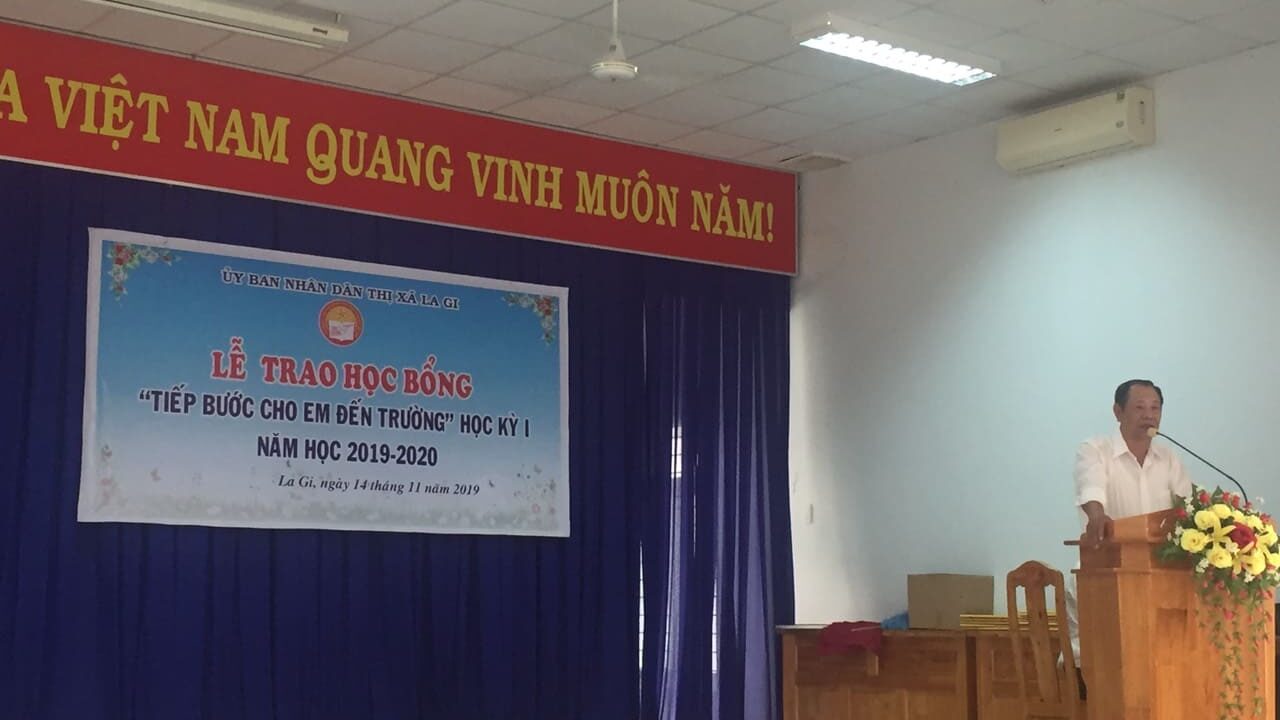 A VIỆT NAM QUANG VINH MUÔN NĂM!
ỦY BAN NHÂN DÂN THỊ XÃ LA GI
LỄ TRAO HỌC BỔNG
“TIẾP BƯỚC CHO EM ĐẾN TRƯỜNG” HỌC KỲ I
NĂM HỌC 2019-2020
La Gi, ngày 14 tháng 11 năm 2019